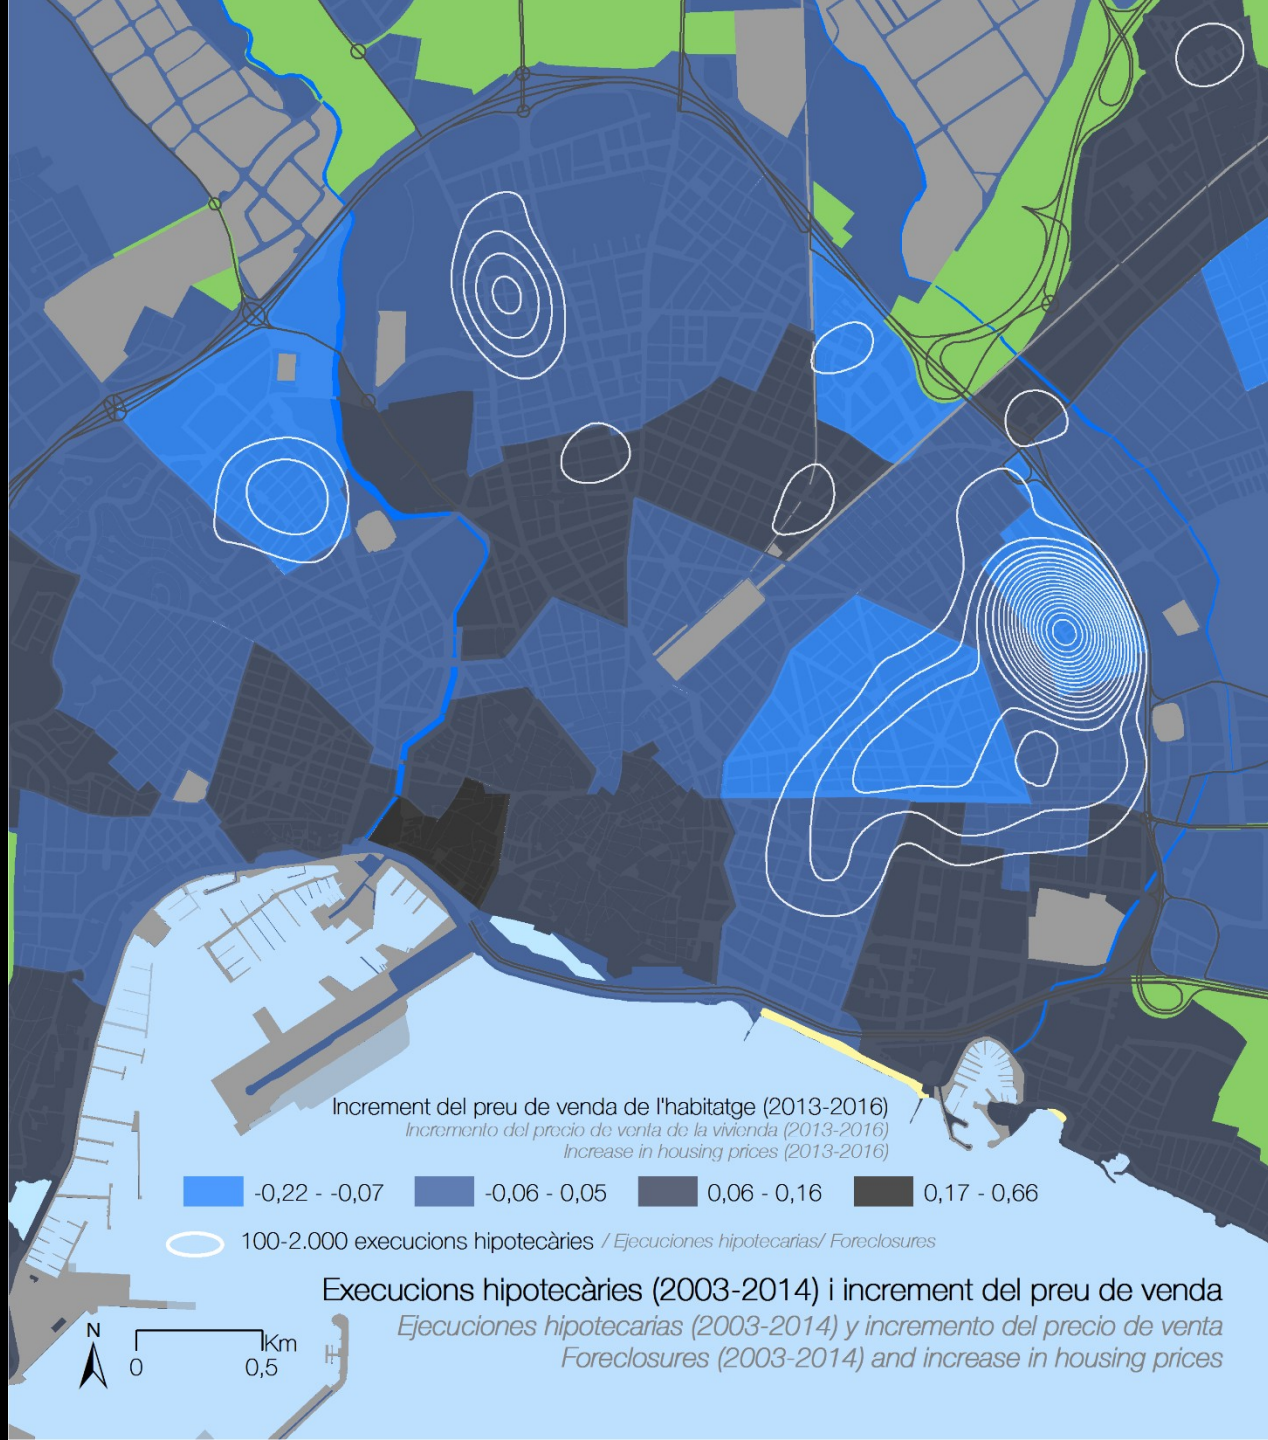 Increment del preu de venda de l'habitatge (2013-2016)
Incremento del precio de venta de la vivienda (2013-2016)
Increase in housing prices (2013-2016)
-0,22 - -0,07 -0,06 - 0,05 0,06 - 0,16 0,17 - 0,66
100-2.000 execucions hipotecàries / Ejecuciones hipotecarias/ Foreclosures
Execucions hipotecàries (2003-2014) i increment del preu de venda
Ejecuciones hipotecarias (2003-2014) y incremento del precio de venta
Foreclosures (2003-2014) and increase in housing prices
N
Km
0 0,5